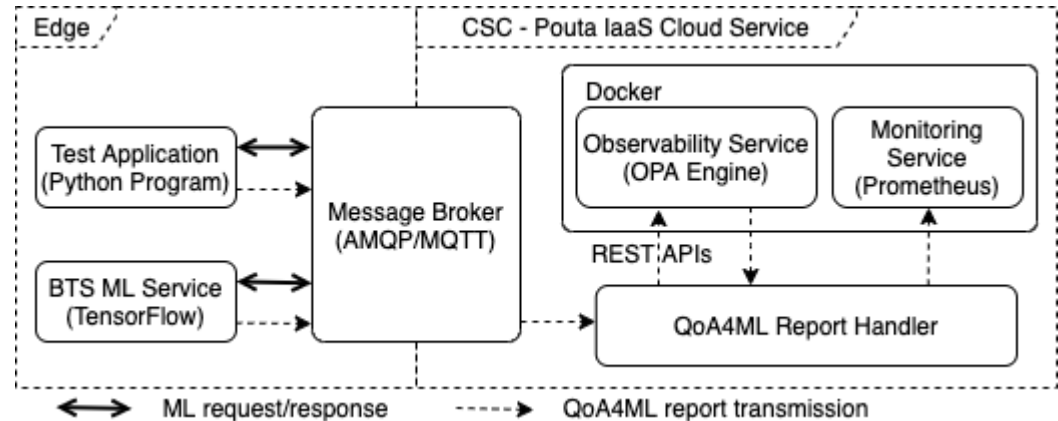 Edge
CSC - Pouta IaaS Cloud Service
Docker
Test Application
(Python Program)
Message Broker
(AMQP/MQTT)
Observability Service
(OPA Engine)
Monitoring
Service
(Prometheus)
REST APIs
BTS ML Service
(TensorFlow)
QoA4ML Report Handler
ML request/response
QoA4ML report transmission